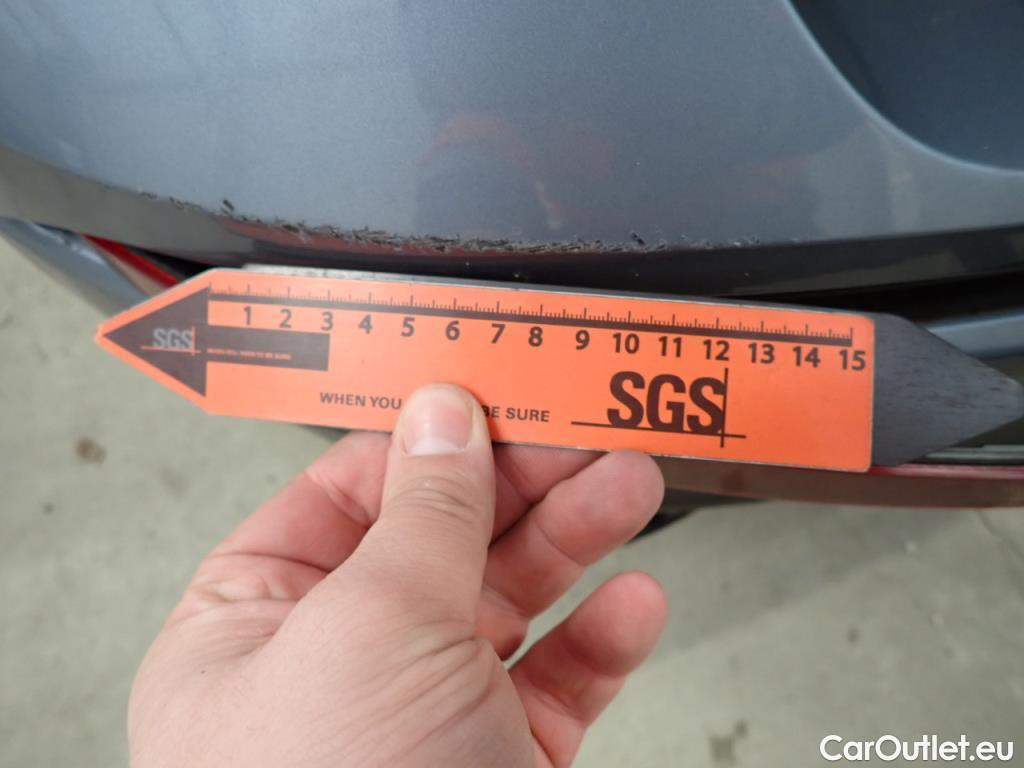 1 2 3 4 5 6 7 8 9 10 11 12 13 14 15
SGS
WHEN YOU BE SURE
SGS
CarOutlet.eu